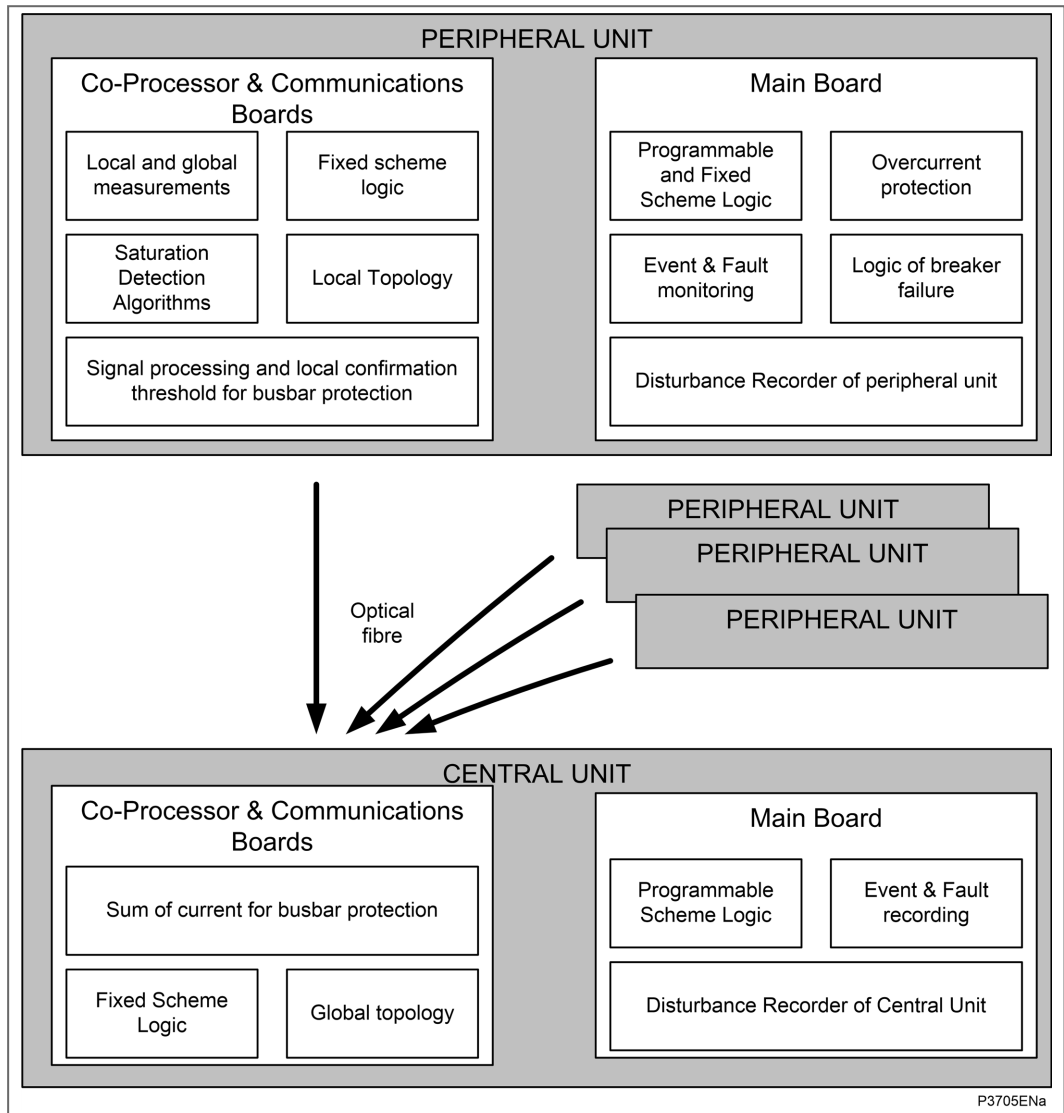 PERIPHERAL UNIT
Co-Processor & Communications
Boards
Local and global
measurements
Fixed scheme
logic
Saturation
Detection
Algorithms
Local Topology
Signal processing and local confirmation
threshold for busbar protection
Main Board
Programmable
and Fixed
Scheme Logic
Overcurrent
protection
Event & Fault
monitoring
Logic of breaker
failure
Disturbance Recorder of peripheral unit
Optical
fibre
PERIPHERAL UNIT
PERIPHERAL UNIT
PERIPHERAL UNIT
CENTRAL UNIT
Co-Processor & Communications
Boards
Sum of current for busbar protection
Fixed Scheme
Logic
Global topology
Main Board
Programmable
Scheme Logic
Event & Fault
recording
Disturbance Recorder of Central Unit
P3705ENa